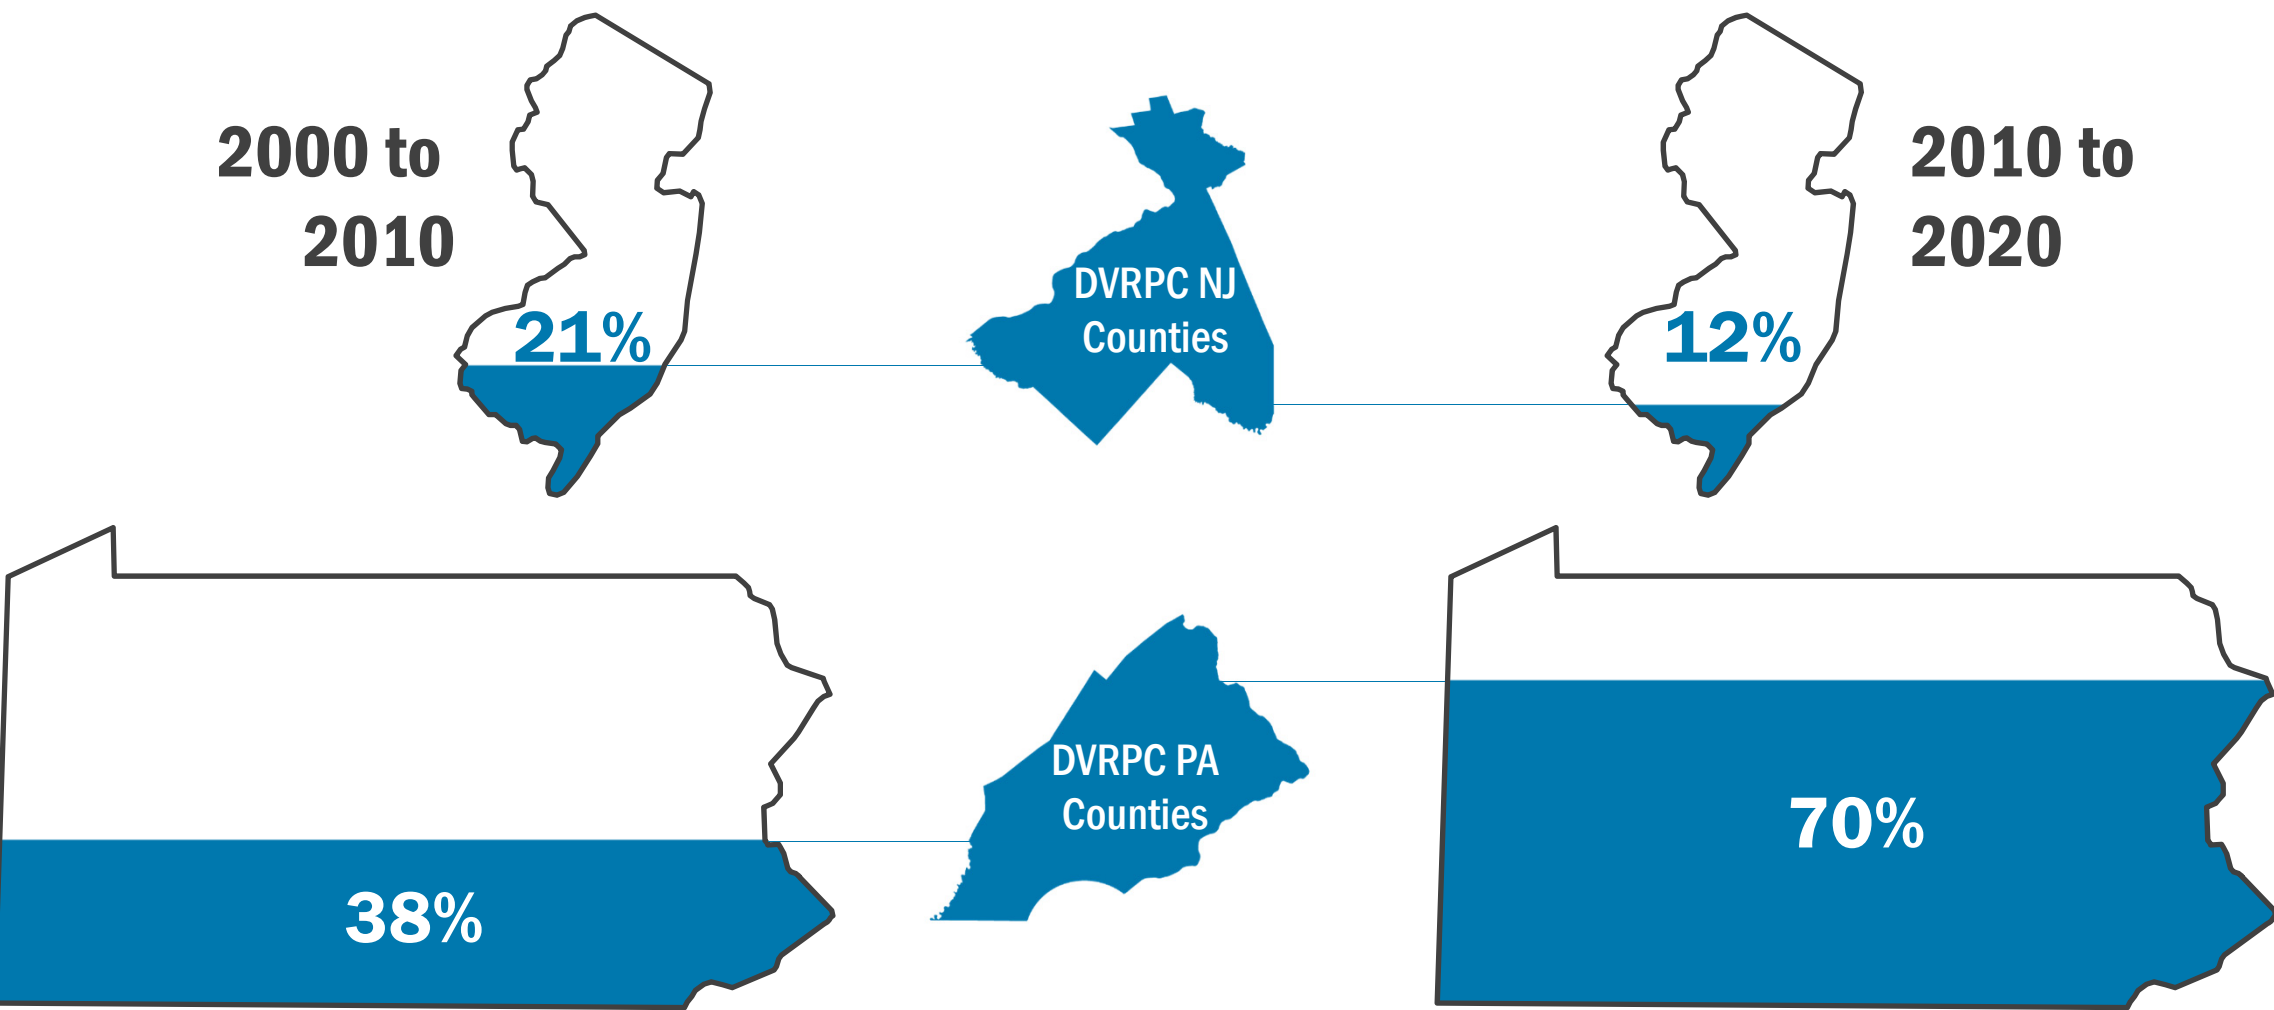 2000 to
2010
21%
DVRPC NJ
Counties
12%
2010 to
2020
38%
DVRPC PA
Counties
70%